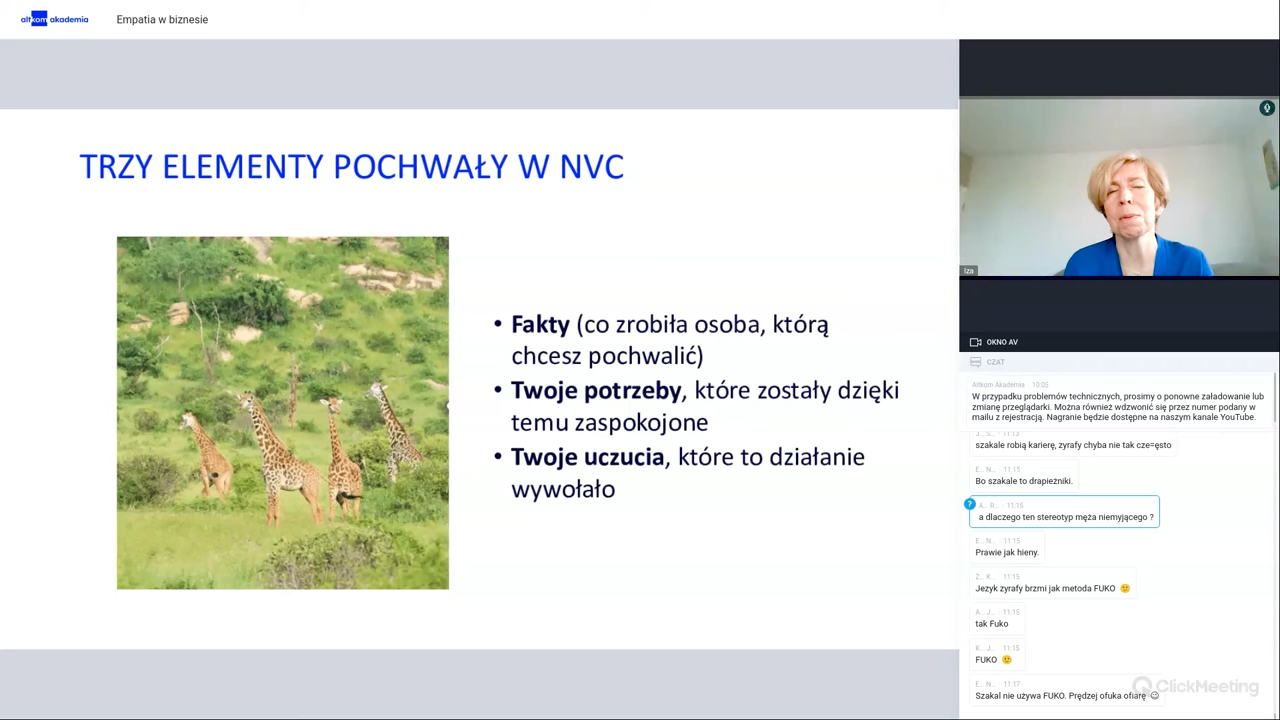 altkom akademia
Empatia w biznesie
TRZY ELEMENTY POCHWAŁY W NVC
• Fakty (co zrobiła osoba, którą
chcesz pochwalić)
• Twoje potrzeby, które zostały dzięki
temu zaspokojone
• Twoje uczucia, które to działanie
wywołało
Iza
OKNO AV
CZAT
Altkom Akademia 10:05
W przypadku problemów technicznych, prosimy o ponowne załadowanie lub
zmianę przeglądarki. Można również wdzwonić się przez numer podany w
mailu z rejestracją. Nagranie będzie dostępne na naszym kanale YouTube.
szakale robią karierę, zyrafy chyba nie tak cze=ęsto
E... N... 11:15
Bo szakale to drapieżniki.
? A... R... 11:15
a dlaczego ten stereotyp męża niemyjącego ?
E... N... 11:15
Prawie jak hieny.
Z... K... 11:15
Jezyk zyrafy brzmi jak metoda FUKO 🙂
A... J... 11:15
tak Fuko
K... J... 11:15
FUKO 🙂
E... N... 11:17
Szakal nie używa FUKO. Prędzej ofuka ofiarę 😉
ClickMeeting